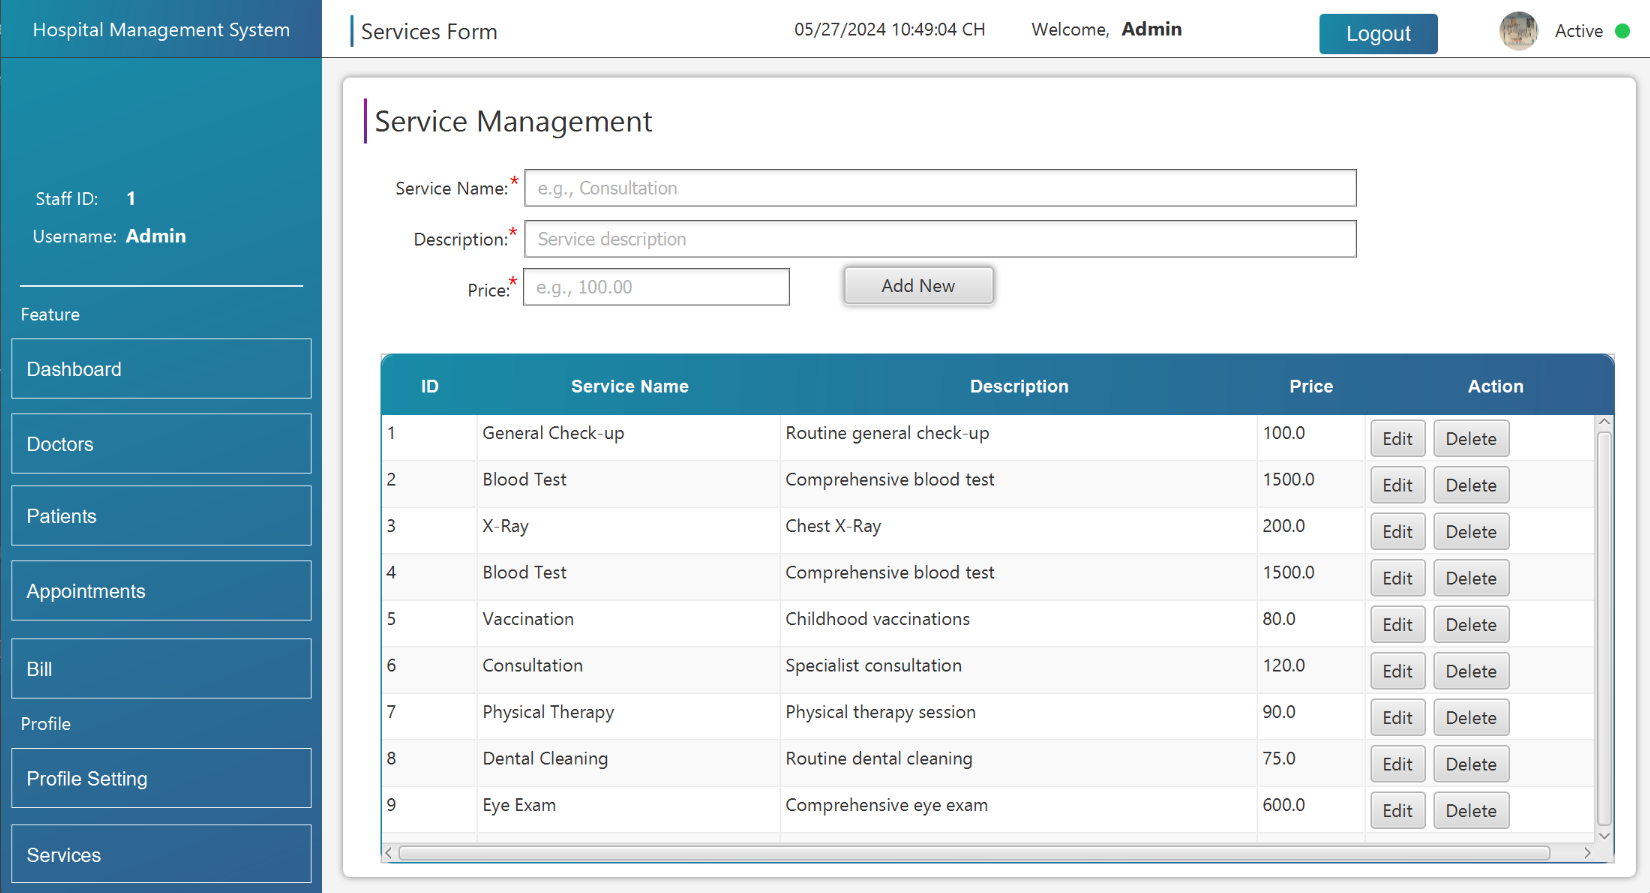 Hospital Management System
Services Form
05/27/2024 10:49:04 CH
Welcome, Admin
Logout
Active
Staff ID: 1
Username: Admin
Feature
Dashboard
Doctors
Patients
Appointments
Bill
Profile
Profile Setting
Services
Service Management
Service Name:* e.g., Consultation
Description:* Service description
Price:* e.g., 100.00 Add New
ID Service Name Description Price Action
1 General Check-up Routine general check-up 100.0 Edit Delete
2 Blood Test Comprehensive blood test 1500.0 Edit Delete
3 X-Ray Chest X-Ray 200.0 Edit Delete
4 Blood Test Comprehensive blood test 1500.0 Edit Delete
5 Vaccination Childhood vaccinations 80.0 Edit Delete
6 Consultation Specialist consultation 120.0 Edit Delete
7 Physical Therapy Physical therapy session 90.0 Edit Delete
8 Dental Cleaning Routine dental cleaning 75.0 Edit Delete
9 Eye Exam Comprehensive eye exam 600.0 Edit Delete